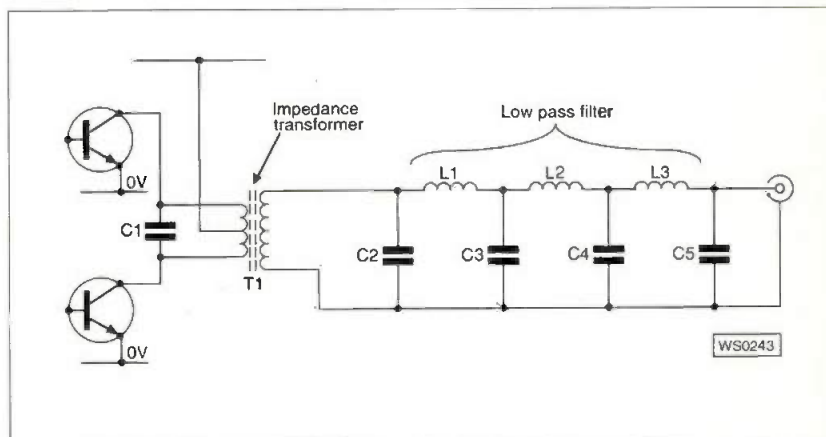 Impedance
transformer
Low pass filter
L1
L2
L3
0V
C1
T1
C2
C3
C4
C5
0V
WS0243